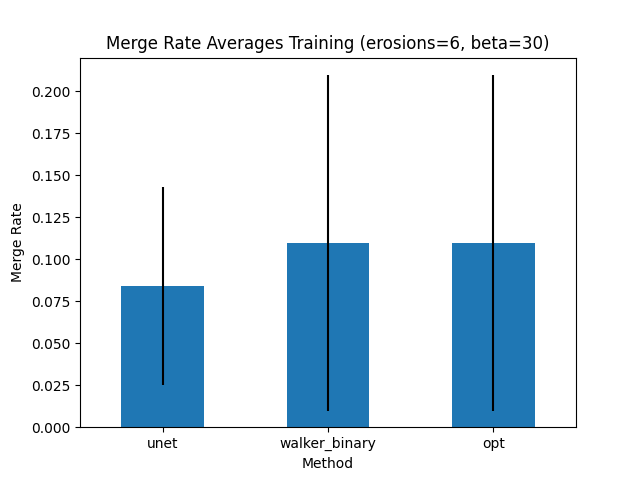 Merge Rate Averages Training (erosions=6, beta=30)
Merge Rate
0.200
0.175
0.150
0.125
0.100
0.075
0.050
0.025
0.000
unet walker_binary opt
Method